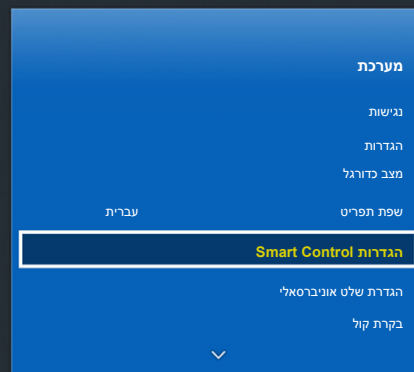 מערכת
נגישות
הגדרות
מצב כדורגל
שפת תפריט עברית
הגדרות Smart Control
הגדרת שלט אוניברסאלי
בקרת קול